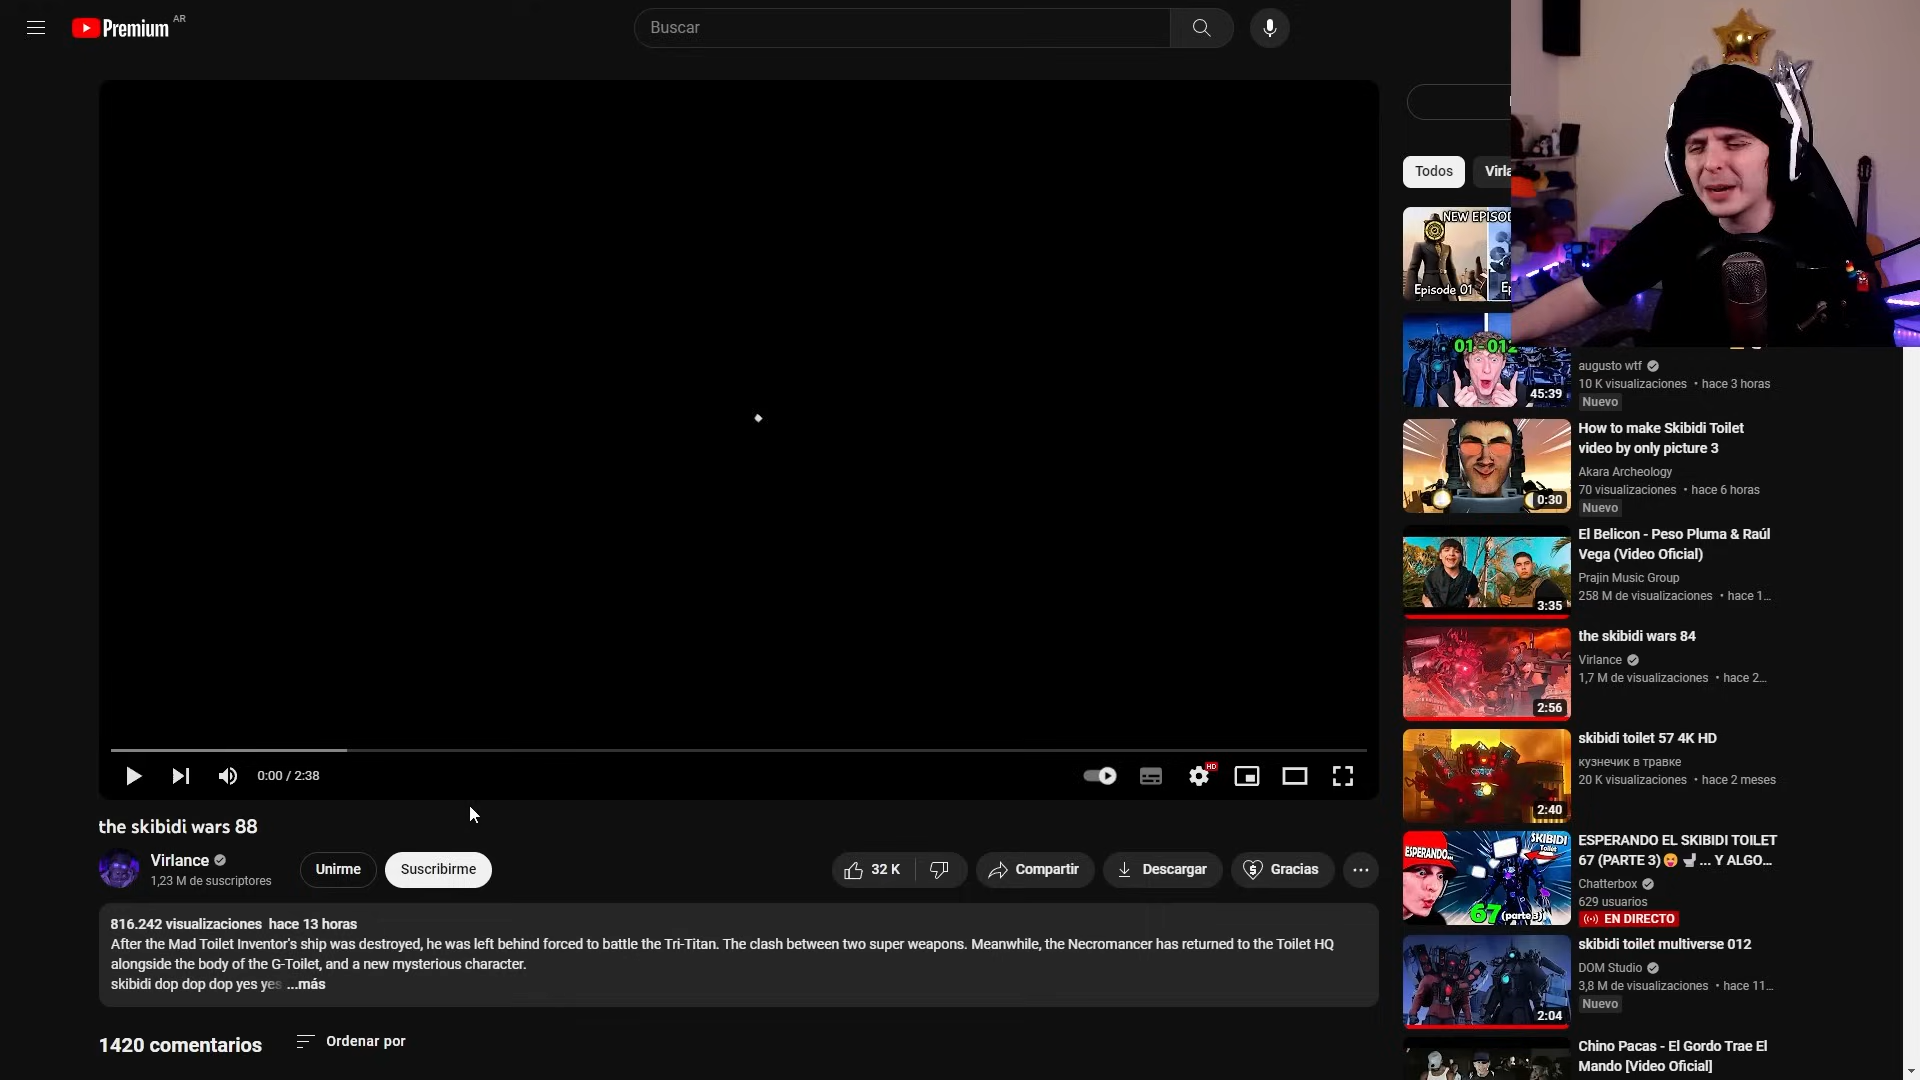 Premium AR
Buscar
Todos
Virla
NEW EPISOD
Episode 01
Ep
01-012
45:39
augusto wtf
10 K visualizaciones • hace 3 horas
Nuevo
How to make Skibidi Toilet
video by only picture 3
Akara Archeology
70 visualizaciones • hace 6 horas
Nuevo
0:30
El Belicon - Peso Pluma & Raúl
Vega (Video Oficial)
Prajin Music Group
258 M de visualizaciones • hace 1...
3:35
the skibidi wars 84
Virlance
1,7 M de visualizaciones • hace 2...
2:56
skibidi toilet 57 4K HD
кузнечик в травке
20 K visualizaciones • hace 2 meses
2:40
ESPERANDO...
SKIBIDI
Toilet
67 (parte 3)
ESPERANDO EL SKIBIDI TOILET
67 (PARTE 3)😛🚽... Y ALGO...
Chatterbox
629 usuarios
EN DIRECTO
skibidi toilet multiverse 012
DOM Studio
3,8 M de visualizaciones • hace 11...
Nuevo
2:04
Chino Pacas - El Gordo Trae El
Mando [Video Oficial]
0:00 / 2:38
HD
the skibidi wars 88
Virlance
1,23 M de suscriptores
Unirme
Suscribirme
32 K
Compartir
Descargar
Gracias
816.242 visualizaciones hace 13 horas
After the Mad Toilet Inventor's ship was destroyed, he was left behind forced to battle the Tri-Titan. The clash between two super weapons. Meanwhile, the Necromancer has returned to the Toilet HQ
alongside the body of the G-Toilet, and a new mysterious character.
skibidi dop dop dop yes yes ...más
1420 comentarios
Ordenar por